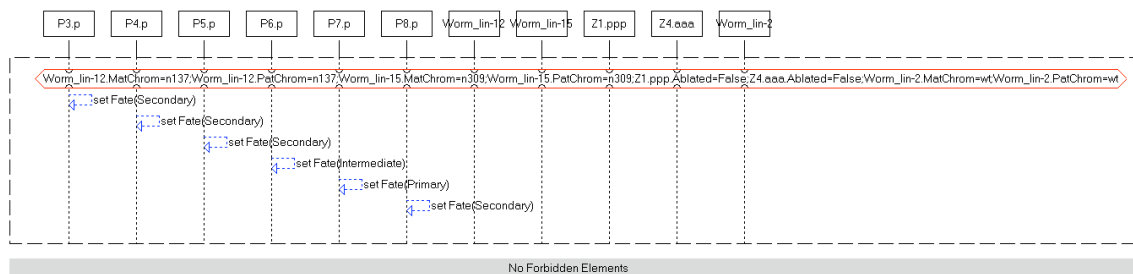 P3.p P4.p P5.p P6.p P7.p P8.p Worm_lin-12 Worm_lin-15 Z1.ppp Z4.aaa Worm_lin-2
Worm_lin-12.MatChrom=n137;Worm_lin-12.PatChrom=n137;Worm_lin-15.MatChrom=n309;Worm_lin-15.PatChrom=n309;Z1.ppp.Ablated=False;Z4.aaa.Ablated=False;Worm_lin-2.MatChrom=wt;Worm_lin-2.PatChrom=wt
set Fate(Secondary)
set Fate(Secondary)
set Fate(Secondary)
set Fate(Intermediate)
set Fate(Primary)
set Fate(Secondary)
No Forbidden Elements